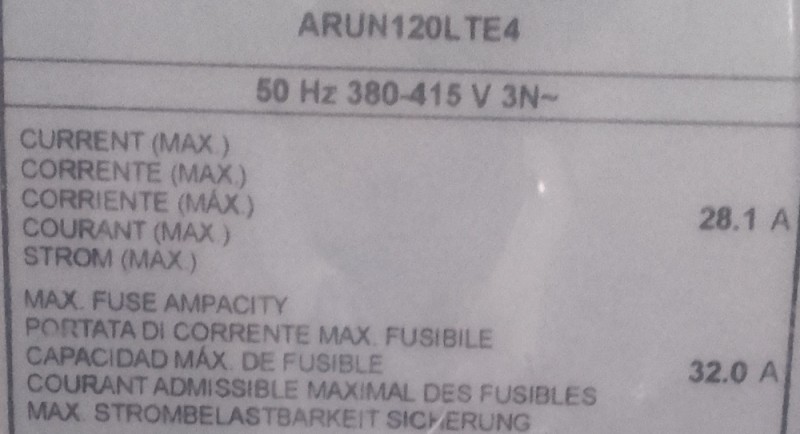 ARUN120LTE4
50 Hz 380-415 V 3N~
CURRENT (MAX.)
CORRENTE (MAX.)
CORRIENTE (MÁX.)
COURANT (MAX.)
STROM (MAX.)
28.1 A
MAX. FUSE AMPACITY
PORTATA DI CORRENTE MAX. FUSIBILE
CAPACIDAD MÁX. DE FUSIBLE
COURANT ADMISSIBLE MAXIMAL DES FUSIBLES
MAX. STROMBELASTBARKEIT SICHERUNG
32.0 A